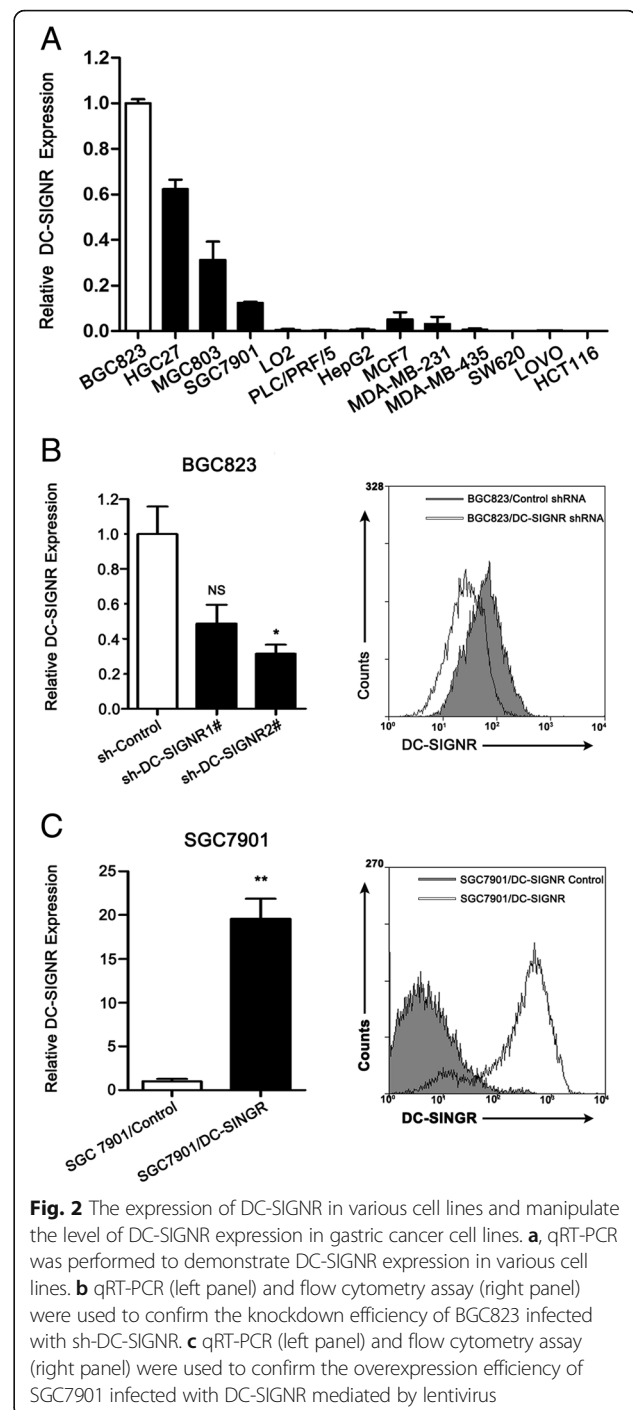 A
Relative DC-SIGNR Expression
1.2
1.0
0.8
0.6
0.4
0.2
0.0
BGC823
HGC27
MGC803
SGC7901
LO2
PLC/PRF/5
HepG2
MCF7
MDA-MB-231
MDA-MB-435
SW620
LOVO
HCT116
B
BGC823
Relative DC-SIGNR Expression
1.2
1.0
0.8
0.6
0.4
0.2
0.0
NS
*
sh-Control
sh-DC-SIGNR1#
sh-DC-SIGNR2#
328
BGC823/Control shRNA
BGC823/DC-SIGNR shRNA
Counts
10⁰ 10¹ 10² 10³ 10⁴
DC-SIGNR
C
SGC7901
Relative DC-SIGNR Expression
25
20
15
10
5
0
**
SGC 7901/Control
SGC7901/DC-SINGR
270
SGC7901/DC-SIGNR Control
SGC7901/DC-SIGNR
Counts
10⁰ 10¹ 10² 10³ 10⁴
DC-SINGR
Fig. 2 The expression of DC-SIGNR in various cell lines and manipulate
the level of DC-SIGNR expression in gastric cancer cell lines. a, qRT-PCR
was performed to demonstrate DC-SIGNR expression in various cell
lines. b qRT-PCR (left panel) and flow cytometry assay (right panel)
were used to confirm the knockdown efficiency of BGC823 infected
with sh-DC-SIGNR. c qRT-PCR (left panel) and flow cytometry assay
(right panel) were used to confirm the overexpression efficiency of
SGC7901 infected with DC-SIGNR mediated by lentivirus